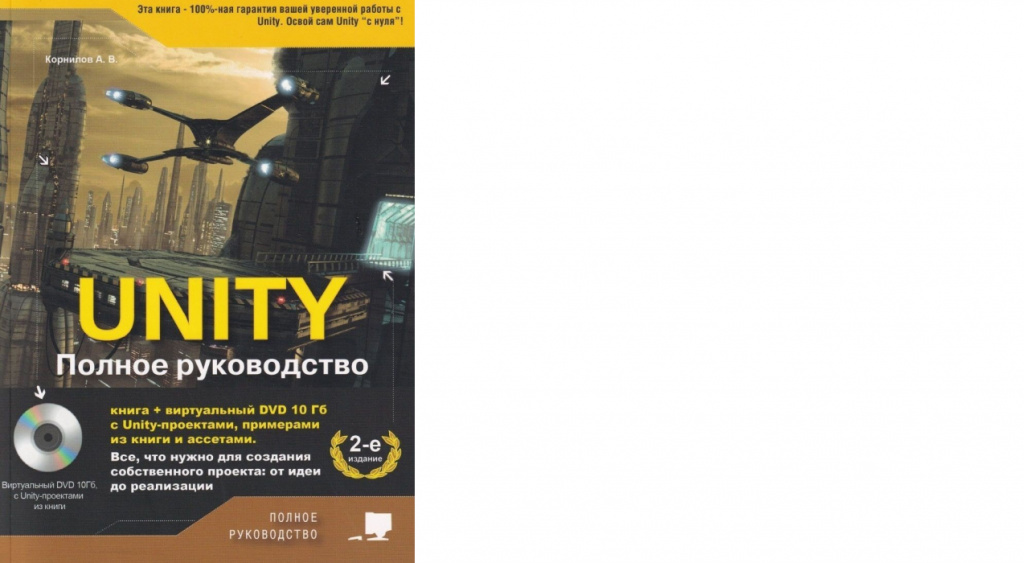 Эта книга - 100%-ная гарантия вашей уверенной работы с
Unity. Освой сам Unity "с нуля"!
Корнилов А. В.
UNITY
Полное руководство
книга + виртуальный DVD 10 Гб
с Unity-проектами, примерами
из книги и ассетами.
Все, что нужно для создания
собственного проекта: от идеи
до реализации
2-е
издание
Виртуальный DVD 10Гб,
с Unity-проектами
из книги
ПОЛНОЕ
РУКОВОДСТВО